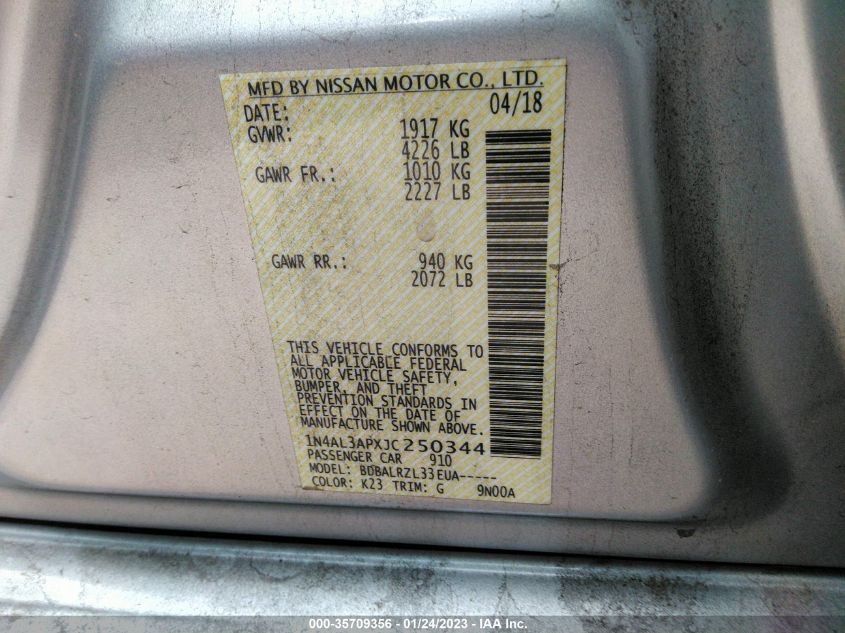 MFD BY NISSAN MOTOR CO., LTD.
DATE: 04/18
GVWR: 1917 KG
4226 LB
GAWR FR.: 1010 KG
2227 LB
GAWR RR.: 940 KG
2072 LB
THIS VEHICLE CONFORMS TO
ALL APPLICABLE FEDERAL
MOTOR VEHICLE SAFETY,
BUMPER, AND THEFT
PREVENTION STANDARDS IN
EFFECT ON THE DATE OF
MANUFACTURE SHOWN ABOVE.
1N4AL3APXJC250344
PASSENGER CAR 910
MODEL: BDBALRZL33EUA-----
COLOR: K23 TRIM: G 9N00A
000-35709356 - 01/24/2023 - IAA Inc.